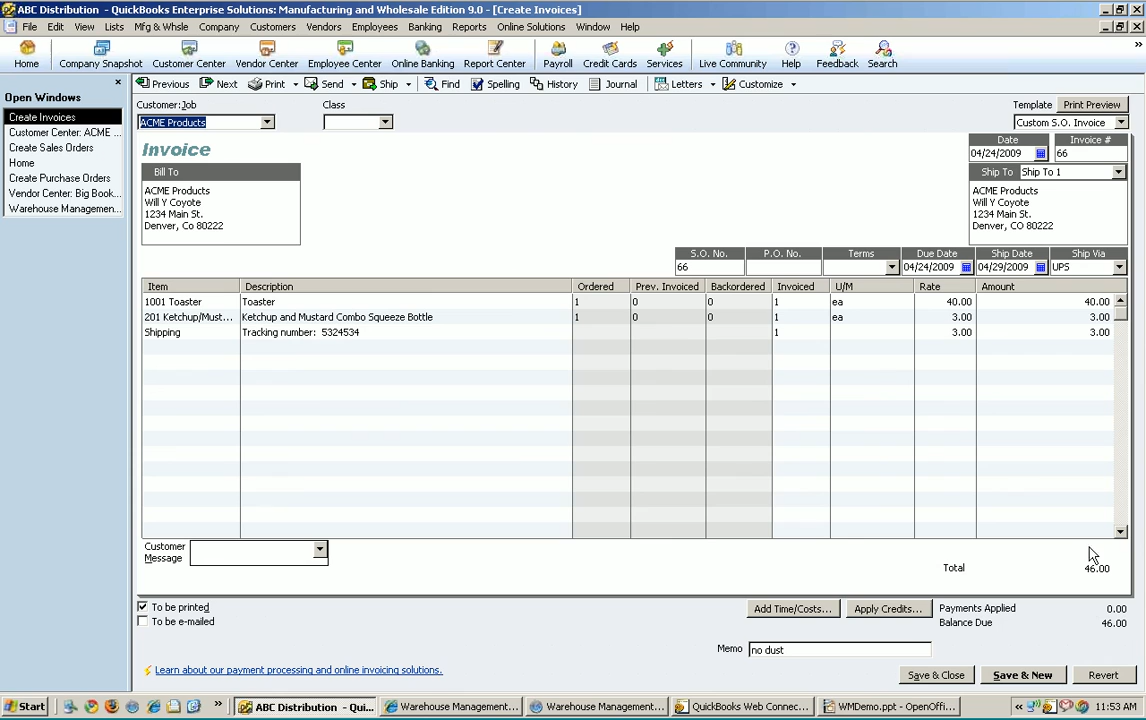 ABC Distribution - QuickBooks Enterprise Solutions: Manufacturing and Wholesale Edition 9.0 - [Create Invoices]
File Edit View Lists Mfg & Whsle Company Customers Vendors Employees Banking Reports Online Solutions Window Help
Home Company Snapshot Customer Center Vendor Center Employee Center Online Banking Report Center Payroll Credit Cards Services Live Community Help Feedback Search
Previous Next Print Send Ship Find Spelling History Journal Letters Customize
Open Windows
Create Invoices
Customer Center: ACME ...
Create Sales Orders
Home
Create Purchase Orders
Vendor Center: Big Book...
Warehouse Managemen...
Customer:Job Class Template Print Preview
ACME Products Custom S.O. Invoice
Invoice
Date Invoice #
04/24/2009 66
Bill To
ACME Products
Will Y Coyote
1234 Main St.
Denver, Co 80222
Ship To Ship To 1
ACME Products
Will Y Coyote
1234 Main St.
Denver, CO 80222
S.O. No. P.O. No. Terms Due Date Ship Date Ship Via
66 04/24/2009 04/29/2009 UPS
Item Description Ordered Prev. Invoiced Backordered Invoiced U/M Rate Amount
1001 Toaster Toaster 1 0 0 1 ea 40.00 40.00
201 Ketchup/Must... Ketchup and Mustard Combo Squeeze Bottle 1 0 0 1 ea 3.00 3.00
Shipping Tracking number: 5324534 1 3.00 3.00
Customer
Message
Total 46.00
To be printed
To be e-mailed
Add Time/Costs... Apply Credits... Payments Applied 0.00
Balance Due 46.00
Memo no dust
Learn about our payment processing and online invoicing solutions.
Save & Close Save & New Revert
Start » ABC Distribution - Qui... Warehouse Management... Warehouse Management... QuickBooks Web Connec... WMDemo.ppt - OpenOffi... « 11:53 AM